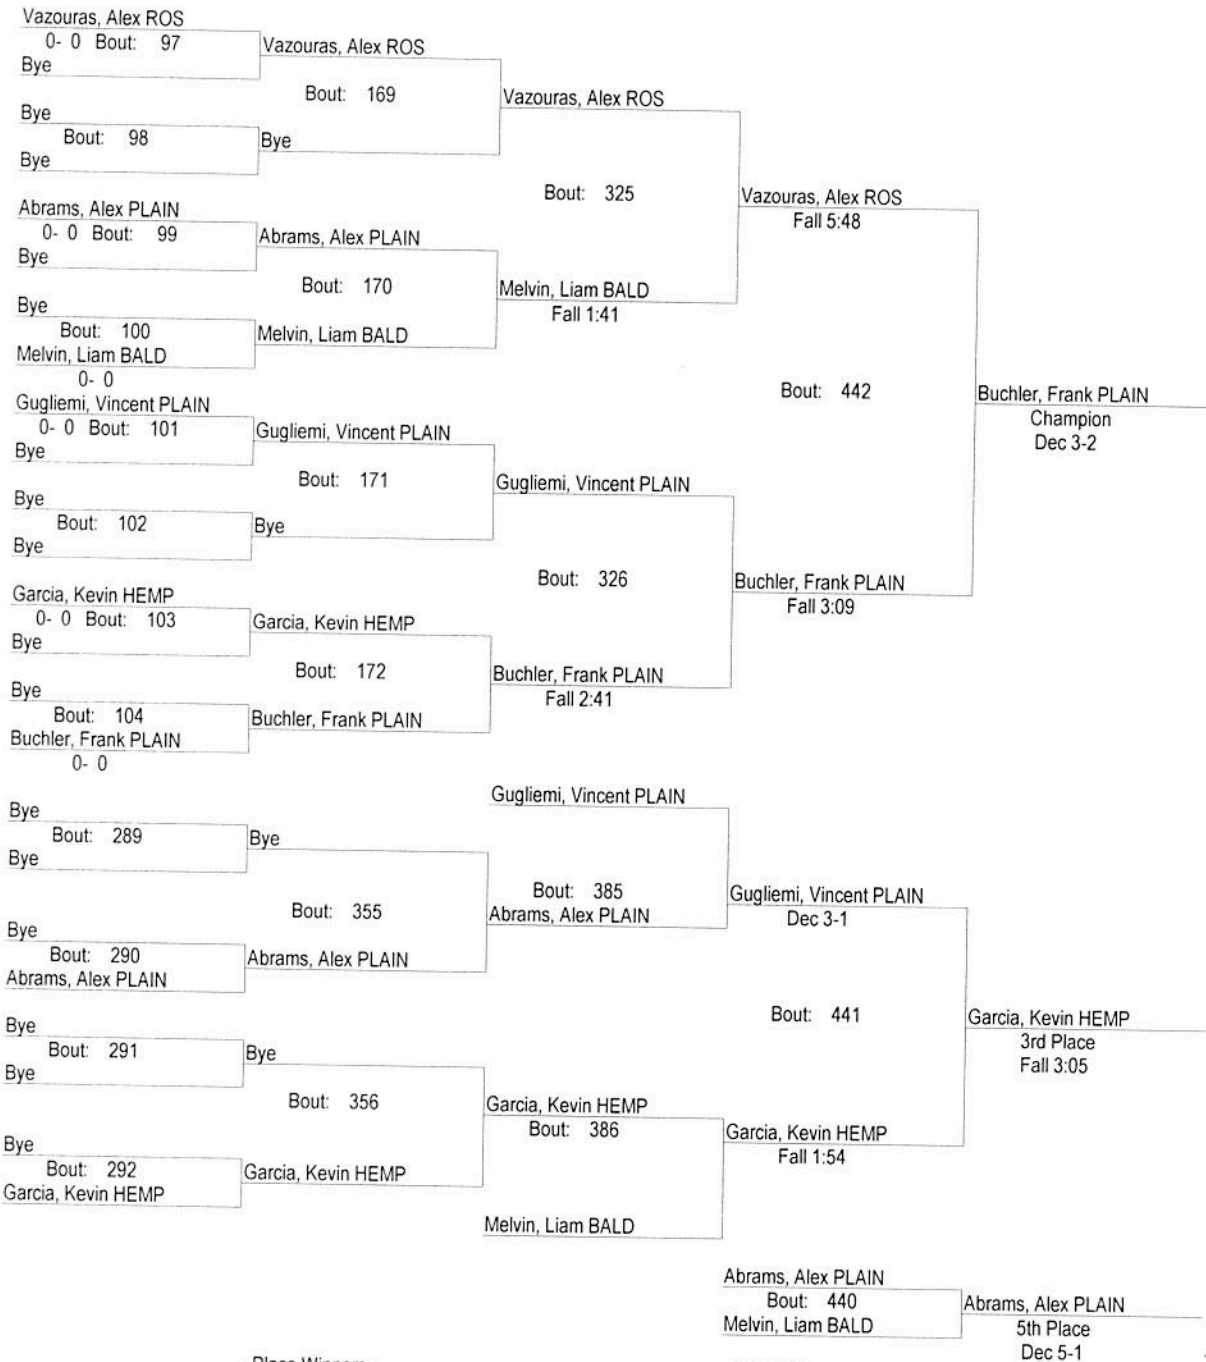 Vazouras, Alex ROS
0- 0 Bout: 97
Bye
Vazouras, Alex ROS
Bout: 169
Bye
Bout: 98
Bye
Bye
Vazouras, Alex ROS
Abrams, Alex PLAIN
0- 0 Bout: 99
Bye
Abrams, Alex PLAIN
Bout: 170
Bye
Bout: 100
Melvin, Liam BALD
0- 0
Melvin, Liam BALD
Melvin, Liam BALD
Fall 1:41
Bout: 325
Vazouras, Alex ROS
Fall 5:48
Gugliemi, Vincent PLAIN
0- 0 Bout: 101
Bye
Gugliemi, Vincent PLAIN
Bout: 171
Bye
Bout: 102
Bye
Bye
Gugliemi, Vincent PLAIN
Garcia, Kevin HEMP
0- 0 Bout: 103
Bye
Garcia, Kevin HEMP
Bout: 172
Bye
Bout: 104
Buchler, Frank PLAIN
0- 0
Buchler, Frank PLAIN
Buchler, Frank PLAIN
Fall 2:41
Bout: 326
Buchler, Frank PLAIN
Fall 3:09
Bout: 442
Buchler, Frank PLAIN
Champion
Dec 3-2
Bye
Bout: 289
Bye
Bye
Bout: 355
Bye
Bout: 290
Abrams, Alex PLAIN
Abrams, Alex PLAIN
Gugliemi, Vincent PLAIN
Bout: 385
Abrams, Alex PLAIN
Gugliemi, Vincent PLAIN
Dec 3-1
Bye
Bout: 291
Bye
Bye
Bout: 356
Bye
Bout: 292
Garcia, Kevin HEMP
Garcia, Kevin HEMP
Garcia, Kevin HEMP
Bout: 386
Melvin, Liam BALD
Garcia, Kevin HEMP
Fall 1:54
Bout: 441
Garcia, Kevin HEMP
3rd Place
Fall 3:05
Abrams, Alex PLAIN
Bout: 440
Melvin, Liam BALD
Abrams, Alex PLAIN
5th Place
Dec 5-1
Place Winners